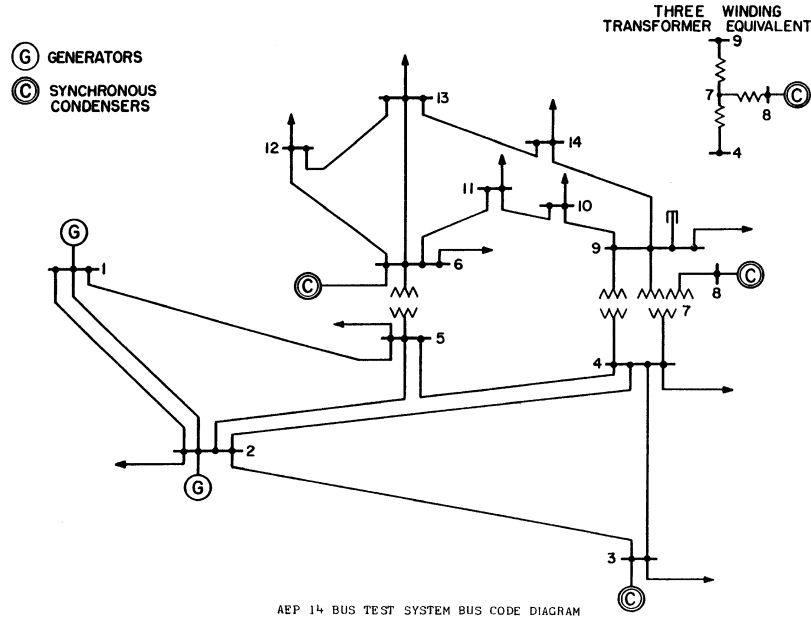 THREE WINDING
TRANSFORMER EQUIVALENT
9
G GENERATORS
C SYNCHRONOUS
CONDENSERS
7
C
8
4
13
12
14
11
10
G
1
6
9
C
8
C
7
5
4
2
G
3
C
AEP 14 BUS TEST SYSTEM BUS CODE DIAGRAM